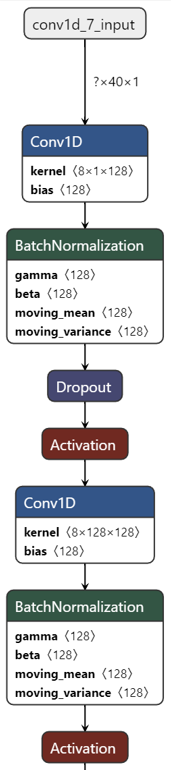 conv1d_7_input
?×40×1
Conv1D
kernel 〈8×1×128〉
bias 〈128〉
BatchNormalization
gamma 〈128〉
beta 〈128〉
moving_mean 〈128〉
moving_variance 〈128〉
Dropout
Activation
Conv1D
kernel 〈8×128×128〉
bias 〈128〉
BatchNormalization
gamma 〈128〉
beta 〈128〉
moving_mean 〈128〉
moving_variance 〈128〉
Activation